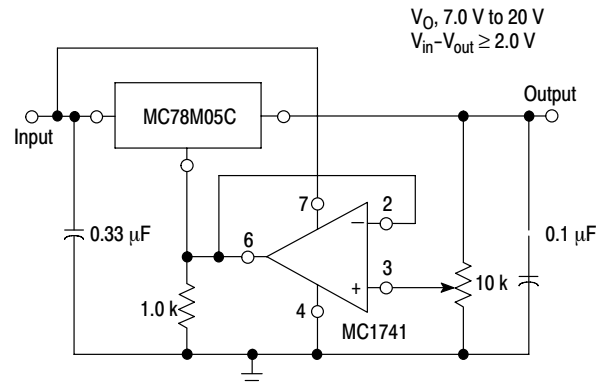 VO, 7.0 V to 20 V
Vin-Vout ≥ 2.0 V
Output
MC78M05C
Input
7
2
−
0.33 µF
6
0.1 µF
3
+
10 k
1.0 k
4
MC1741